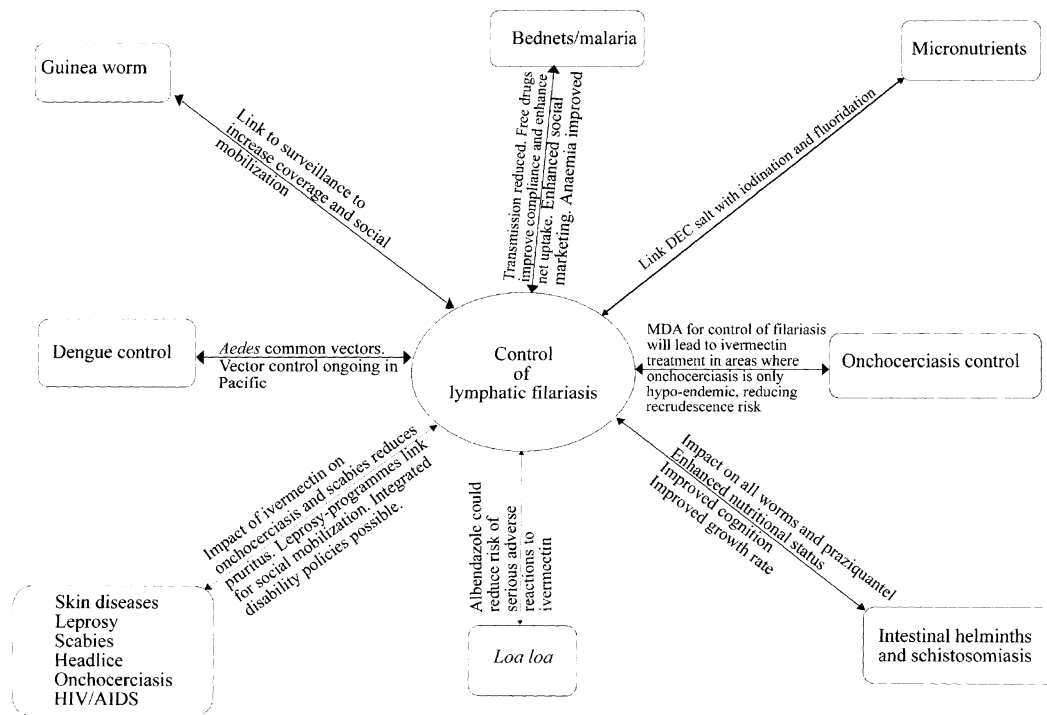 Guinea worm
Bednets/malaria
Micronutrients
Link to surveillance to
increase coverage and social
mobilization
Transmission reduced. Free drugs
improve compliance and enhance
net uptake. Enhanced social
marketing. Anaemia improved
Link DEC salt with iodination and fluoridation
Dengue control
Aedes common vectors.
Vector control ongoing in
Pacific
Control
of
lymphatic filariasis
MDA for control of filariasis
will lead to ivermectin
treatment in areas where
onchocerciasis is only
hypo-endemic, reducing
recrudescence risk
Onchocerciasis control
Impact of ivermectin on
onchocerciasis and scabies reduces
pruritus. Leprosy-programmes link
for social mobilization. Integrated
disability policies possible.
Albendazole could
reduce risk of
serious adverse
reactions to
ivermectin
Impact on all worms and praziquantel
Enhanced nutritional status
Improved cognition
Improved growth rate
Skin diseases
Leprosy
Scabies
Headlice
Onchocerciasis
HIV/AIDS
Loa loa
Intestinal helminths
and schistosomiasis